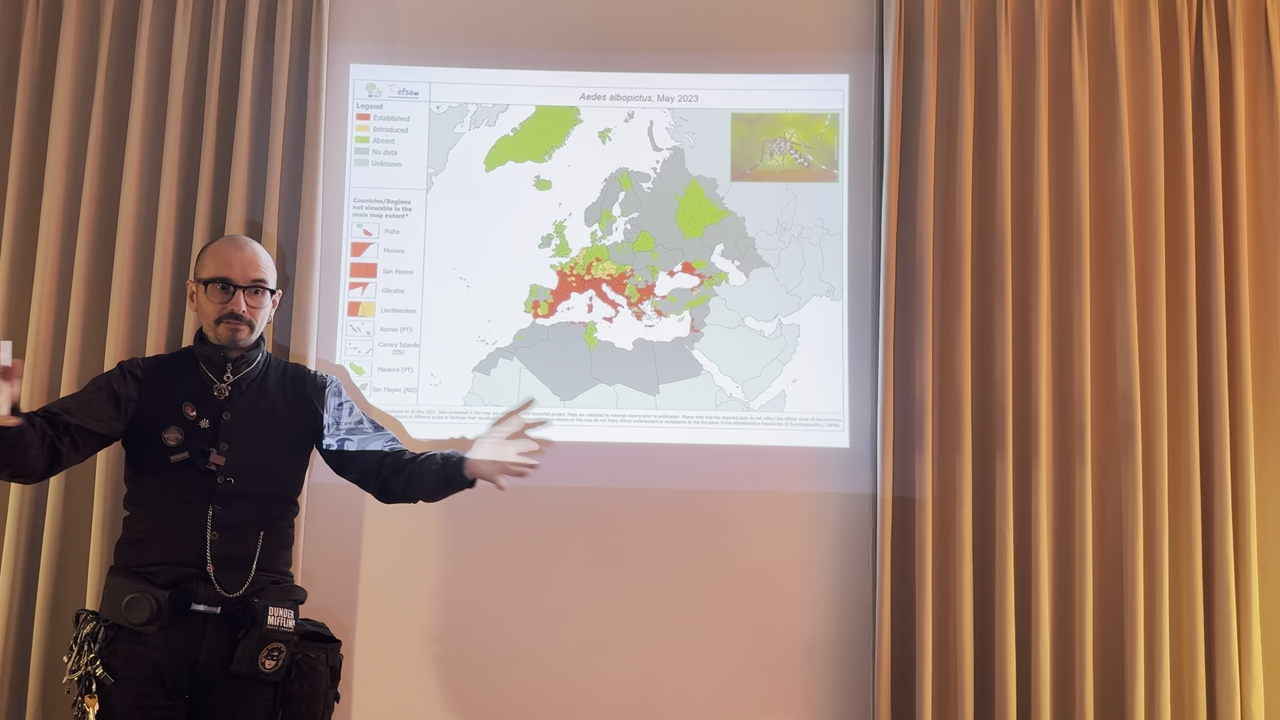 efsa
Aedes albopictus, May 2023
Legend
Established
Introduced
Absent
No data
Unknown
Countries/Regions
not viewable in the
main map extent*
Malta
Monaco
San Marino
Gibraltar
Liechtenstein
Azores (PT)
Canary Islands
(ES)
Madeira (PT)
Jan Mayen (NO)
DUNDER
MIFFLIN